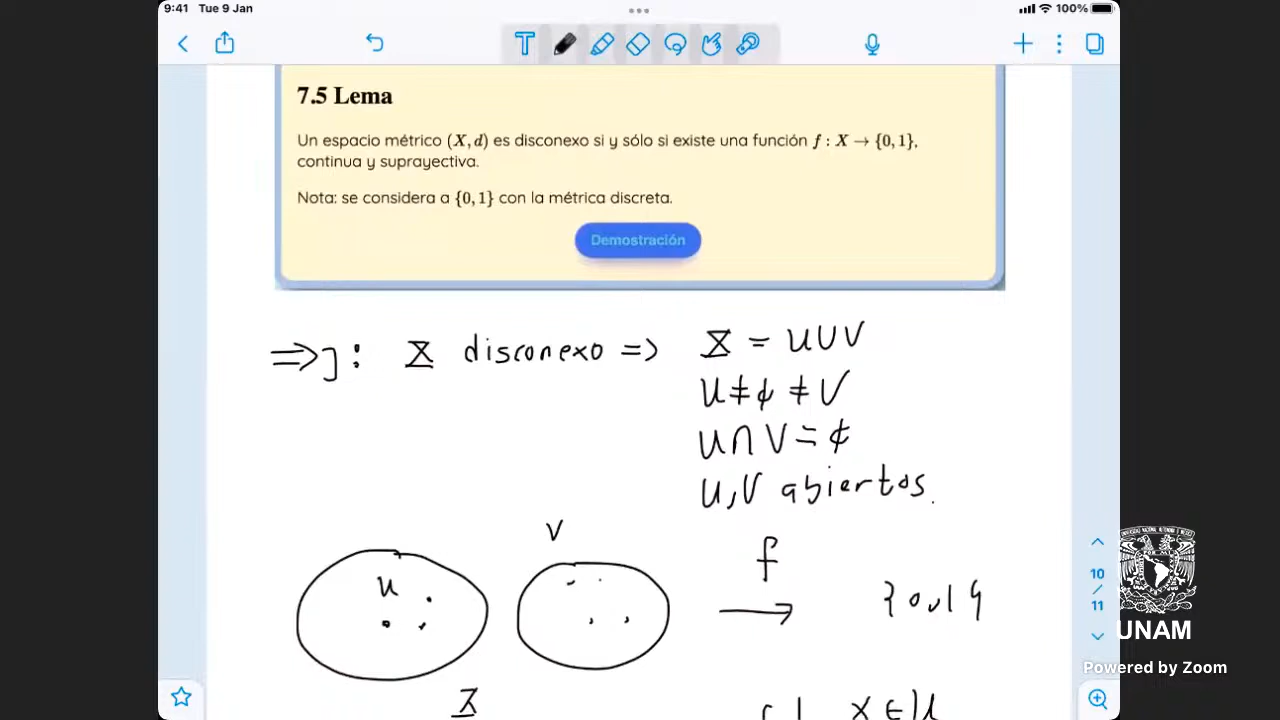 9:41 Tue 9 Jan
100%
7.5 Lema
Un espacio métrico (X, d) es disconexo si y sólo si existe una función f : X → {0, 1},
continua y suprayectiva.
Nota: se considera a {0, 1} con la métrica discreta.
Demostración
=>]: X disconexo => X = U∪V
U≠∅≠V
U∩V=∅
U,V abiertos.
V
U
f
{0,1}
X
1 X∈U
10
/
11
UNAM
Powered by Zoom